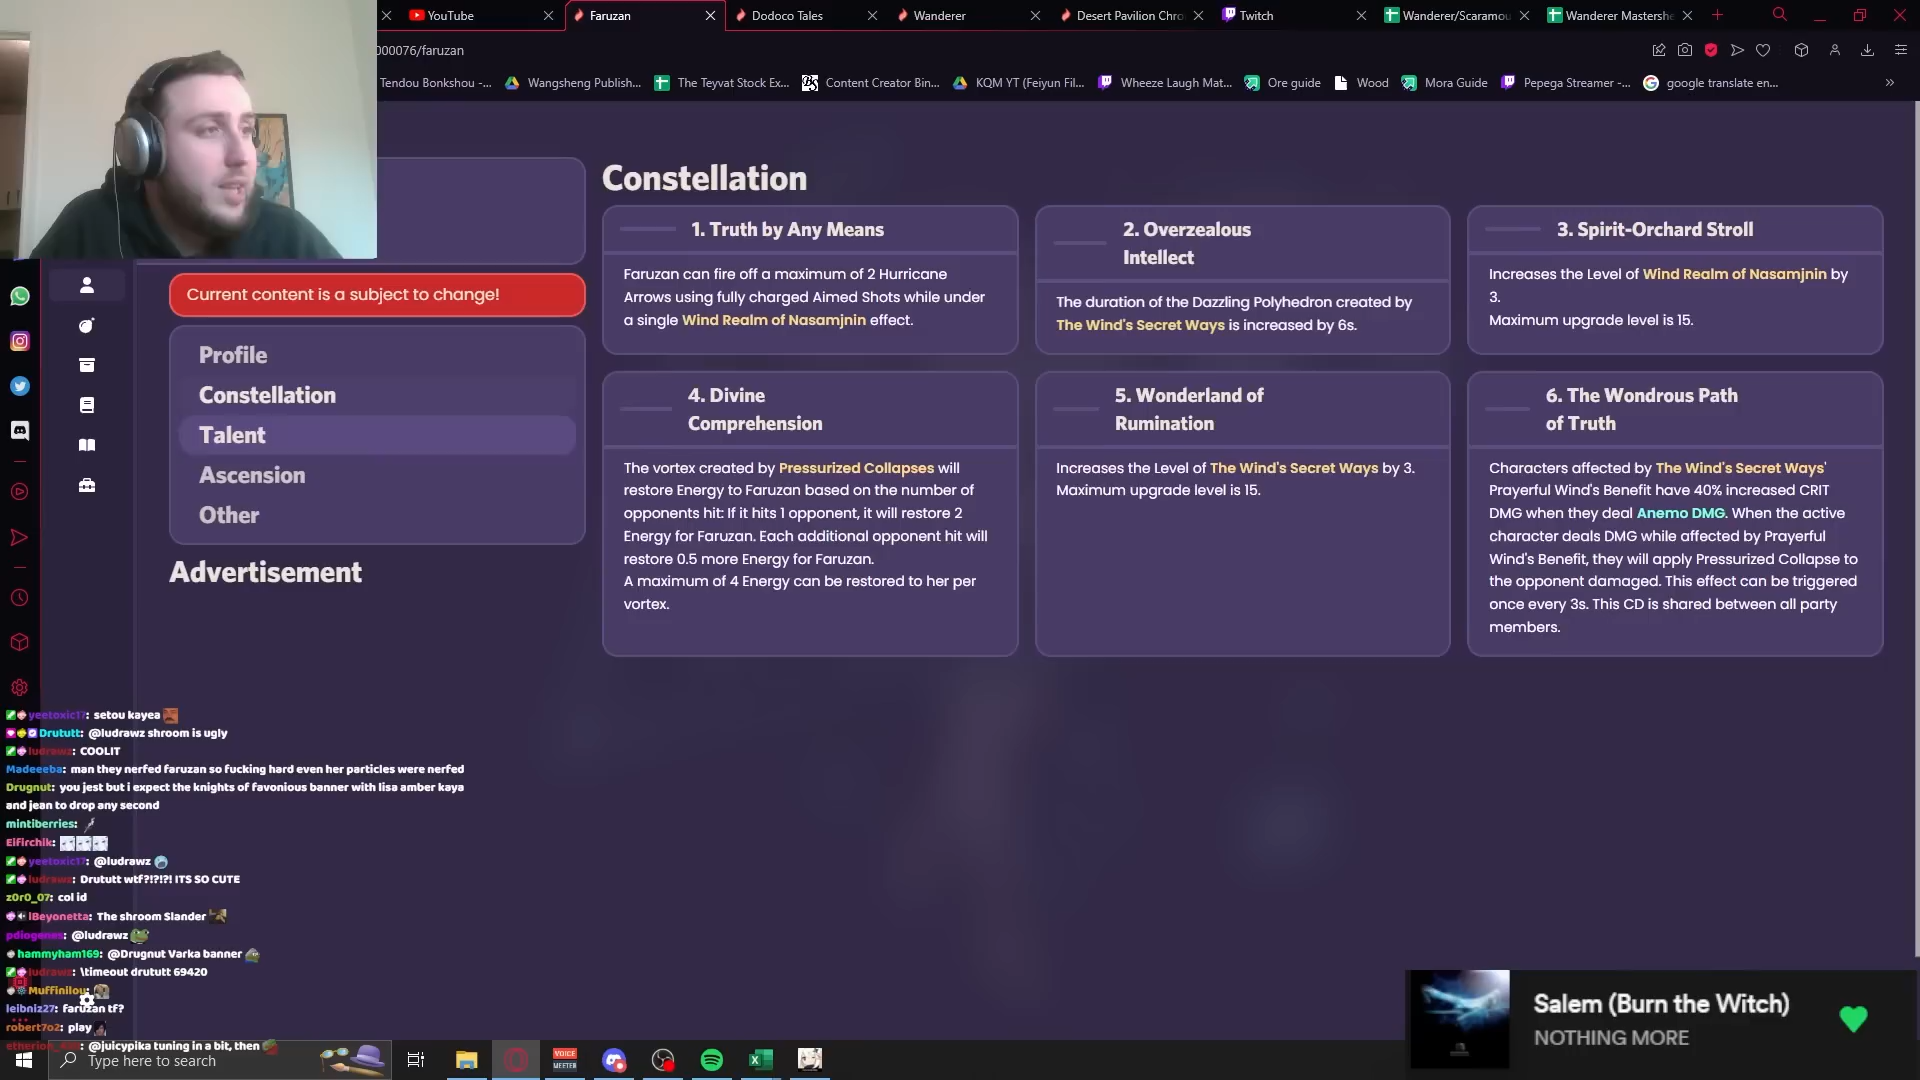 YouTube
Faruzan
Dodoco Tales
Wanderer
Desert Pavilion Chro
Twitch
Wanderer/Scaramou
Wanderer Mastershe
000076/faruzan
Tendou Bonkshou -...
Wangsheng Publish...
The Teyvat Stock Ex...
Content Creator Bin...
KQM YT (Feiyun Fil...
Wheeze Laugh Mat...
Ore guide
Wood
Mora Guide
Pepega Streamer -...
google translate en...
Current content is a subject to change!
Profile
Constellation
Talent
Ascension
Other
Advertisement
Constellation
1. Truth by Any Means
Faruzan can fire off a maximum of 2 Hurricane
Arrows using fully charged Aimed Shots while under
a single Wind Realm of Nasamjnin effect.
2. Overzealous
Intellect
The duration of the Dazzling Polyhedron created by
The Wind's Secret Ways is increased by 6s.
3. Spirit-Orchard Stroll
Increases the Level of Wind Realm of Nasamjnin by
3.
Maximum upgrade level is 15.
4. Divine
Comprehension
The vortex created by Pressurized Collapses will
restore Energy to Faruzan based on the number of
opponents hit: If it hits 1 opponent, it will restore 2
Energy for Faruzan. Each additional opponent hit will
restore 0.5 more Energy for Faruzan.
A maximum of 4 Energy can be restored to her per
vortex.
5. Wonderland of
Rumination
Increases the Level of The Wind's Secret Ways by 3.
Maximum upgrade level is 15.
6. The Wondrous Path
of Truth
Characters affected by The Wind's Secret Ways'
Prayerful Wind's Benefit have 40% increased CRIT
DMG when they deal Anemo DMG. When the active
character deals DMG while affected by Prayerful
Wind's Benefit, they will apply Pressurized Collapse to
the opponent damaged. This effect can be triggered
once every 3s. This CD is shared between all party
members.
yeetoxic17: setou kayea
Drututt: @ludrawz shroom is ugly
ludrawz: COOLIT
Madeeeba: man they nerfed faruzan so fucking hard even her particles were nerfed
Drugnut: you jest but i expect the knights of favonious banner with lisa amber kaya
and jean to drop any second
mintiberries:
Elfirchik:
yeetoxic17: @ludrawz
ludrawz: Drututt wtf?!?!?! ITS SO CUTE
z0r0_07: col id
iBeyonetta: The shroom Slander
pdiogenes: @ludrawz
hammyham169: @Drugnut Varka banner
ludrawz: \timeout drututt 69420
Muffinilou:
leibniz27: faruzan tf?
robert7o2: play
@juicypika tuning in a bit, then
Type here to search
VOICE
MEETER
Salem (Burn the Witch)
NOTHING MORE